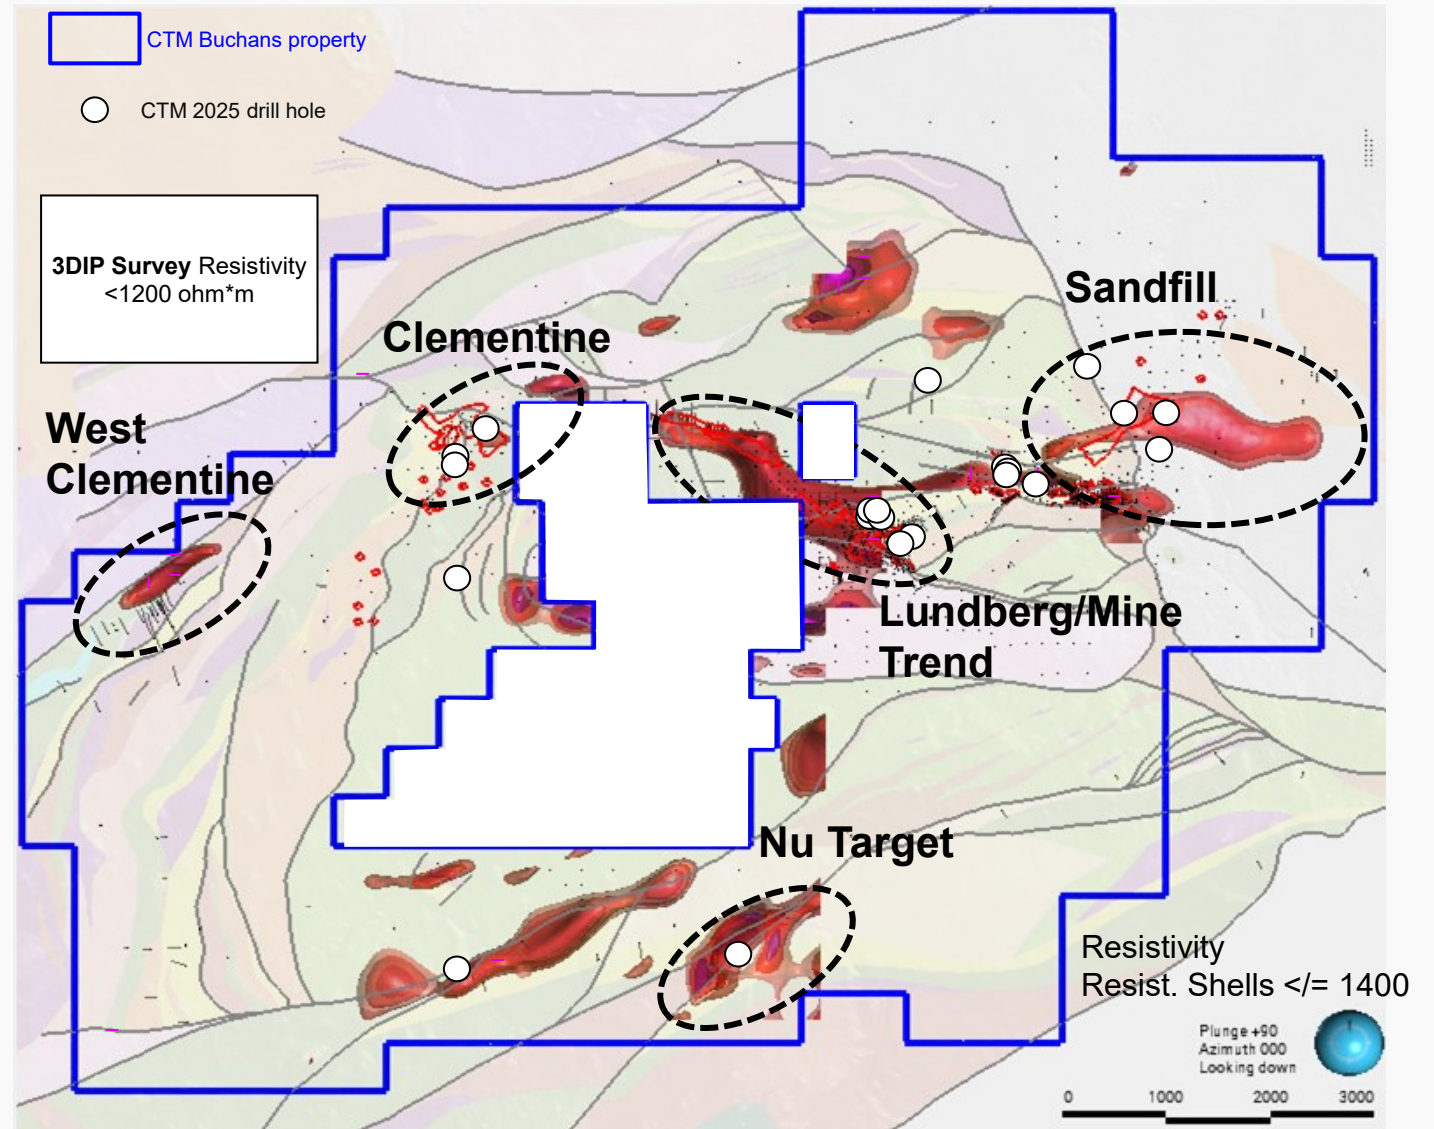 CTM Buchans property
CTM 2025 drill hole
3DIP Survey Resistivity
<1200 ohm*m
Clementine
Sandfill
West
Clementine
Lundberg/Mine
Trend
Nu Target
Resistivity
Resist. Shells </= 1400
Plunge +90
Azimuth 000
Looking down
0 1000 2000 3000